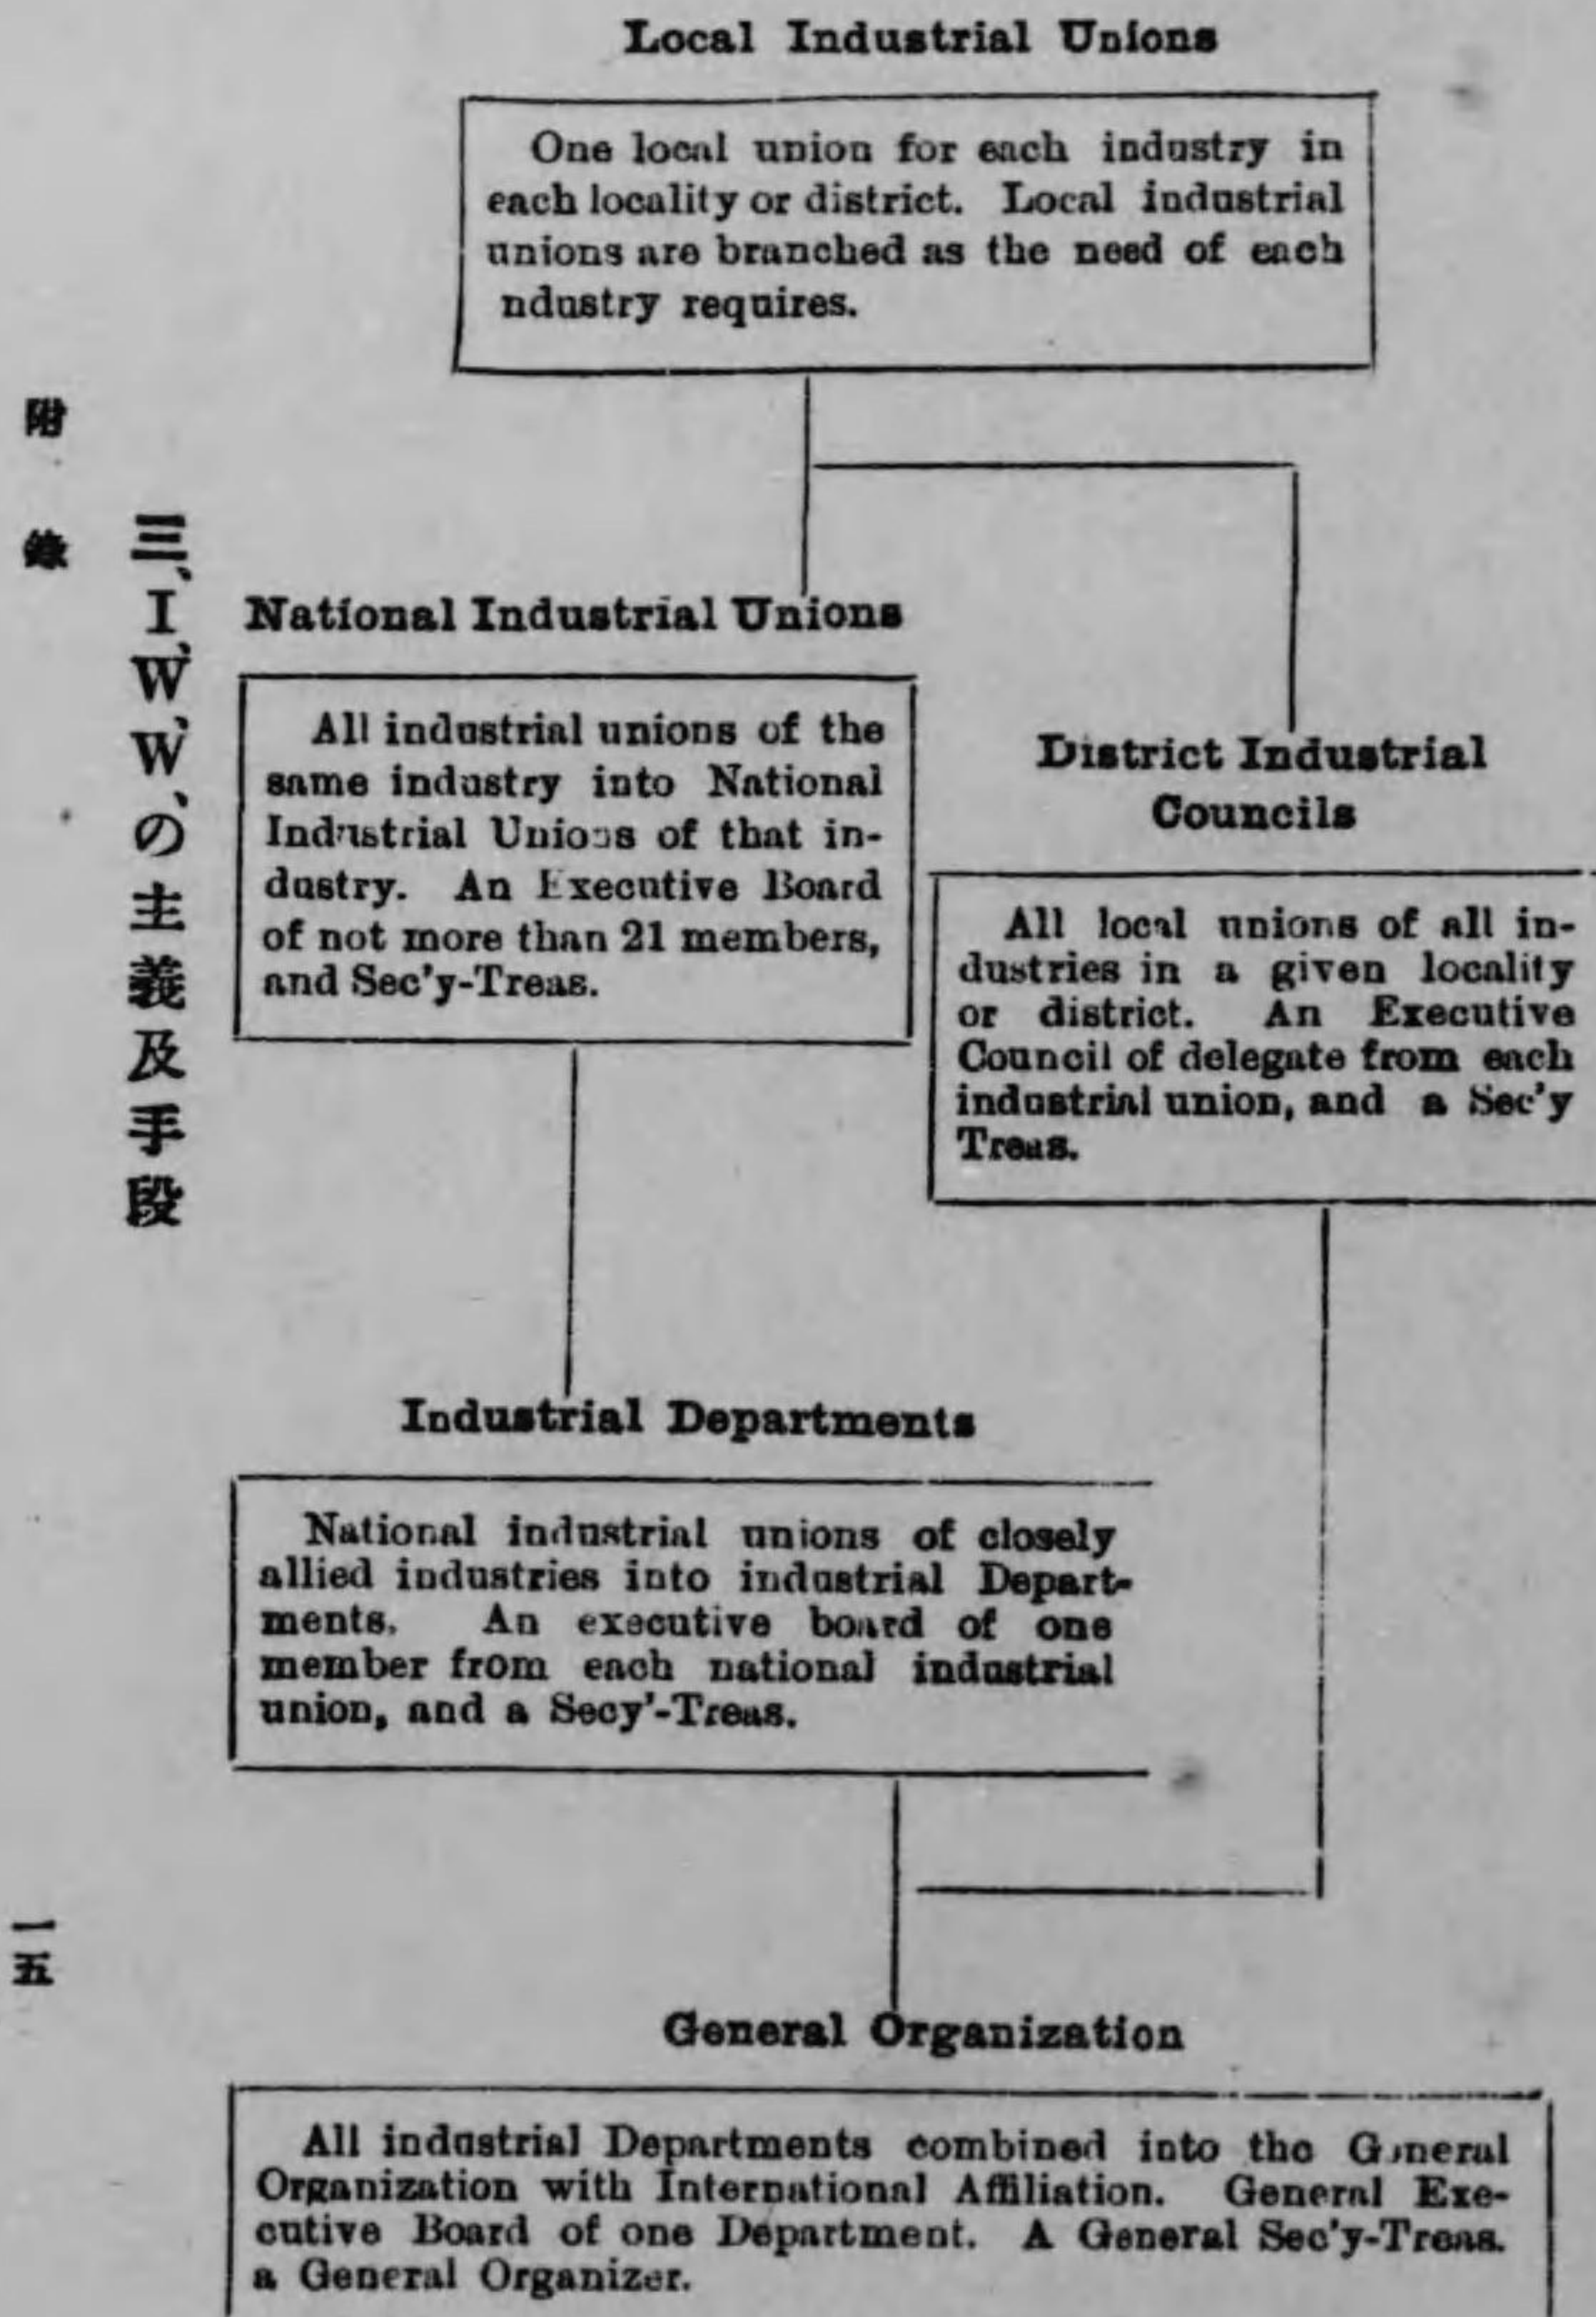 Local Industrial Unions
One local union for each industry in
each locality or district. Local industrial
unions are branched as the need of each
ndustry requires.
National Industrial Unions
All industrial unions of the
same industry into National
Industrial Unions of that in-
dustry. An Executive Board
of not more than 21 members,
and Sec'y-Treas.
District Industrial
Councils
All local unions of all in-
dustries in a given locality
or district. An Executive
Council of delegate from each
industrial union, and a Sec'y
Treas.
Industrial Departments
National industrial unions of closely
allied industries into industrial Depart-
ments. An executive board of one
member from each national industrial
union, and a Secy'-Treas.
General Organization
All industrial Departments combined into the General
Organization with International Affiliation. General Exe-
cutive Board of one Department. A General Sec'y-Treas.
a General Organizer.
三、I、W、W、の主義及手段
附錄
一五